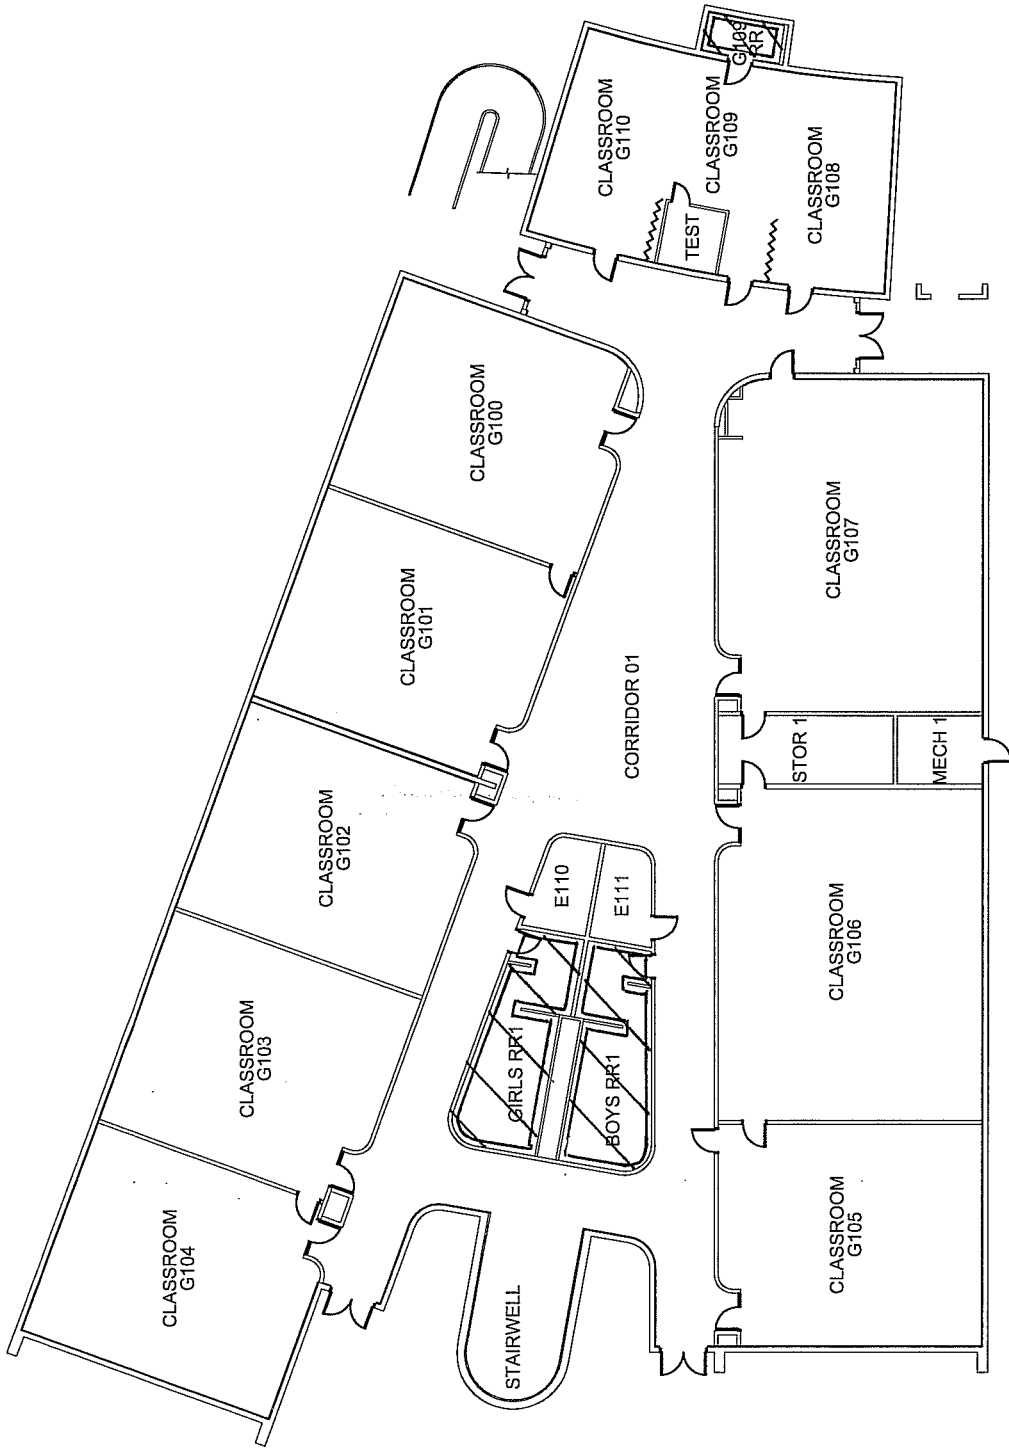 CLASSROOM
G110
CLASSROOM
G109
G109
RR
CLASSROOM
G108
TEST
CLASSROOM
G100
CLASSROOM
G101
CLASSROOM
G102
CLASSROOM
G103
CLASSROOM
G104
CORRIDOR 01
E110
E111
GIRLS RR1
BOYS RR1
STAIRWELL
CLASSROOM
G107
STOR 1
MECH 1
CLASSROOM
G106
CLASSROOM
G105